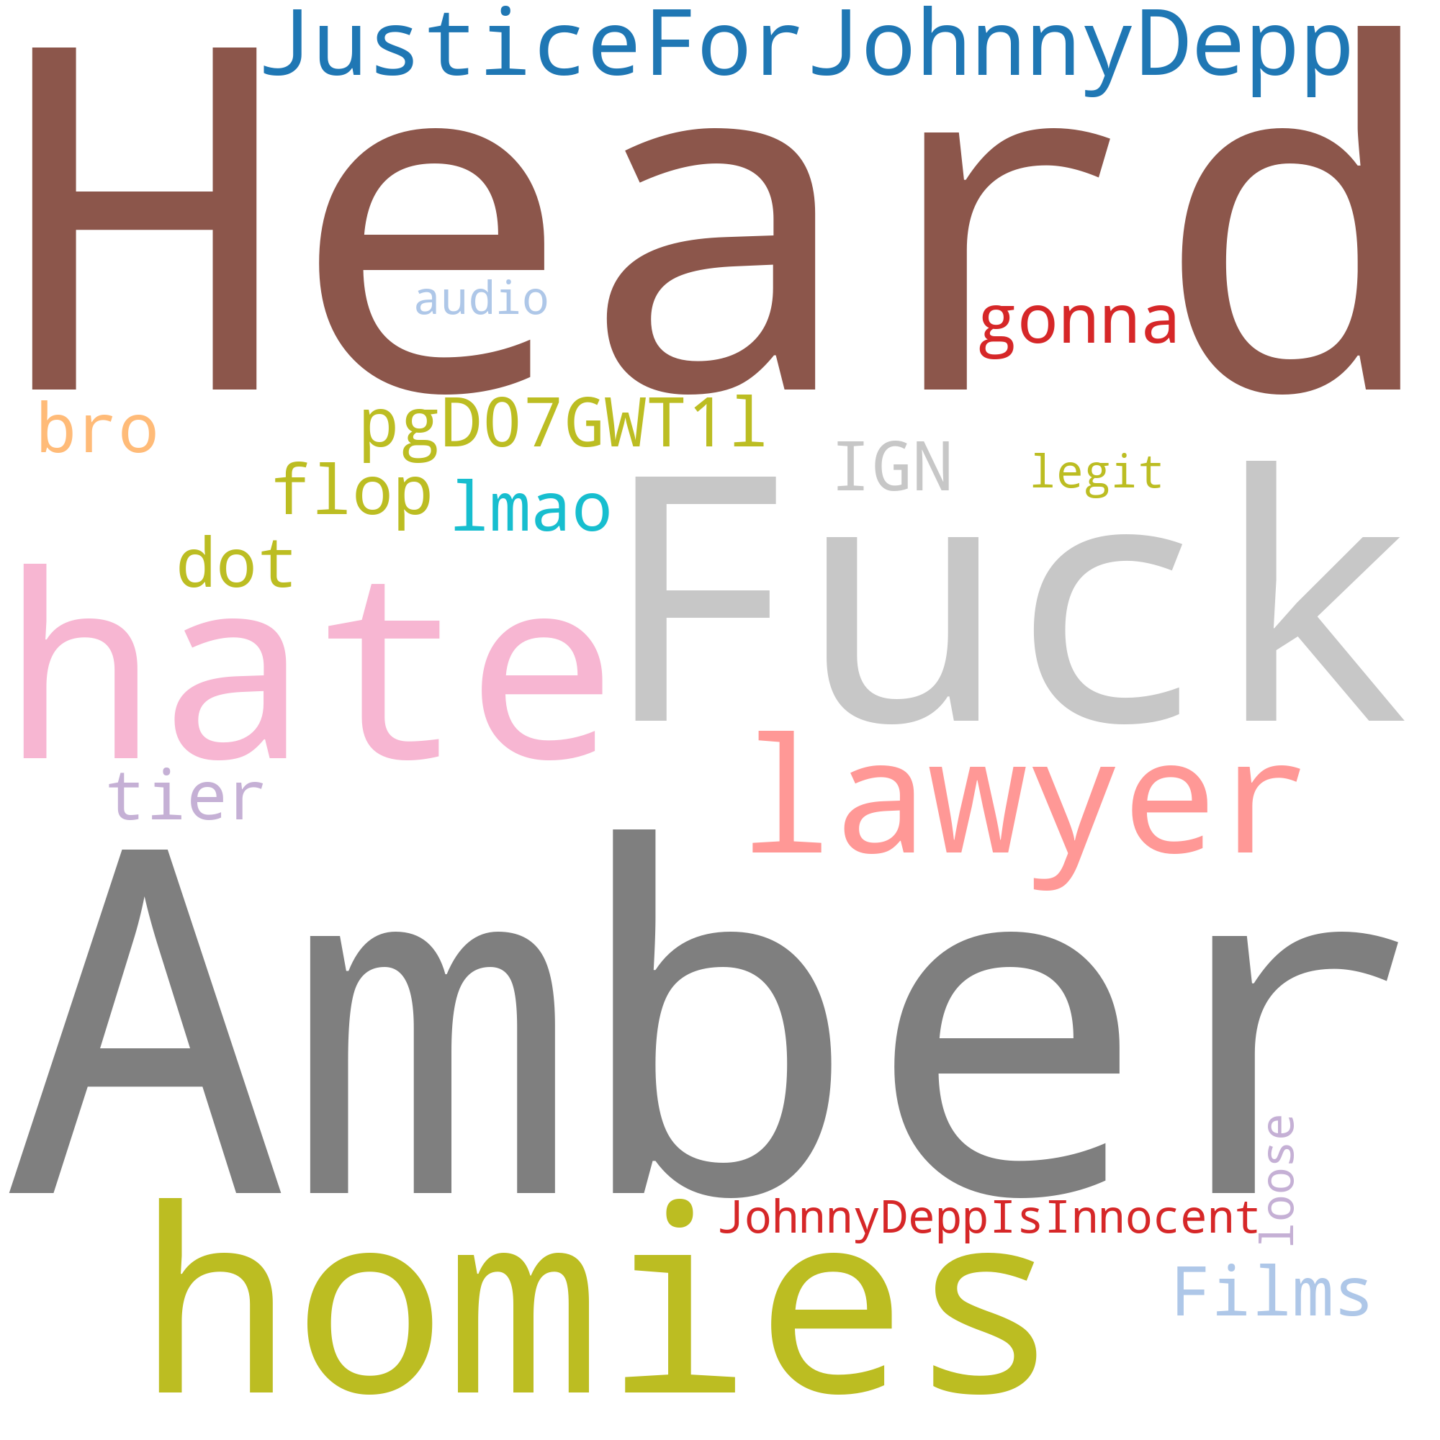 JusticeForJohnnyDepp
Heard
audio
gonna
bro
pgDO7GWT1l
IGN
legit
flop
lmao
Fuck
dot
hate
tier
lawyer
Amber
loose
JohnnyDeppIsInnocent
homies
Films